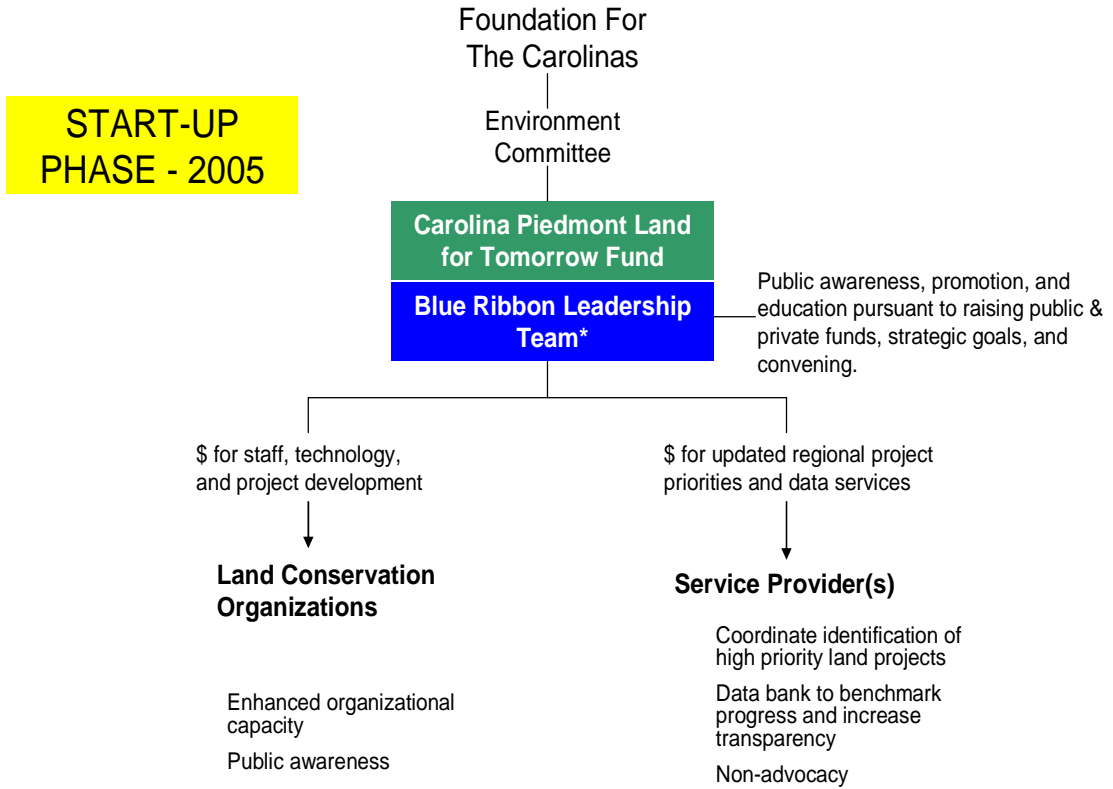 Foundation For
The Carolinas
START-UP
PHASE - 2005
Environment
Committee
Carolina Piedmont Land
for Tomorrow Fund
Blue Ribbon Leadership
Team*
Public awareness, promotion, and
education pursuant to raising public &
private funds, strategic goals, and
convening.
$ for staff, technology,
and project development
$ for updated regional project
priorities and data services
Land Conservation
Organizations
Enhanced organizational
capacity
Public awareness
Service Provider(s)
Coordinate identification of
high priority land projects
Data bank to benchmark
progress and increase
transparency
Non-advocacy